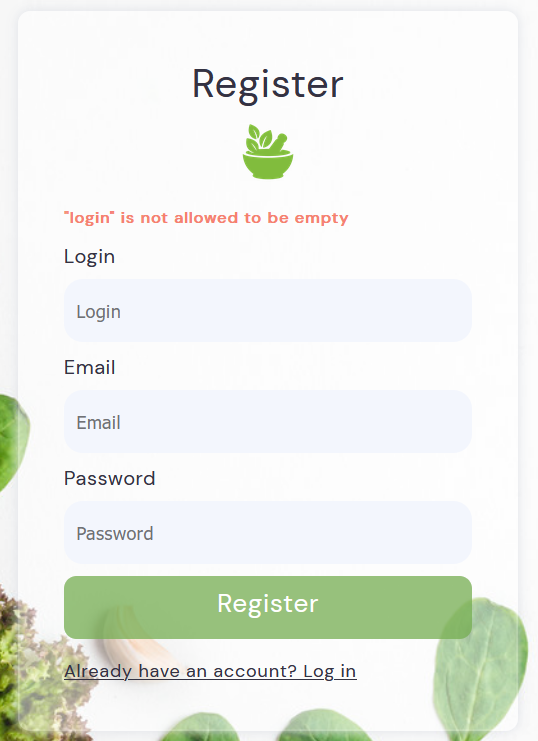 Register
"login" is not allowed to be empty
Login
Login
Email
Email
Password
Password
Register
Already have an account? Log in